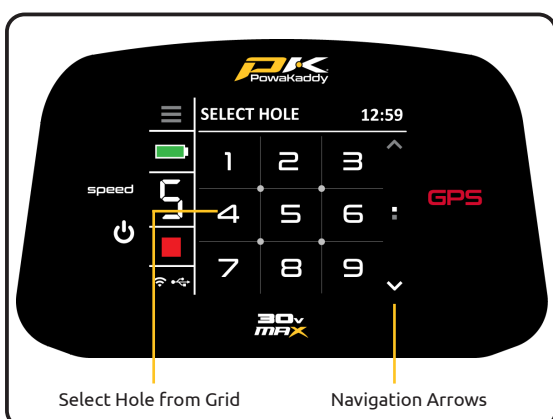 PK
PowaKaddy
SELECT HOLE 12:59
1 2 3
speed
5
GPS
4 5 6
7 8 9
30v
MAX
Select Hole from Grid Navigation Arrows